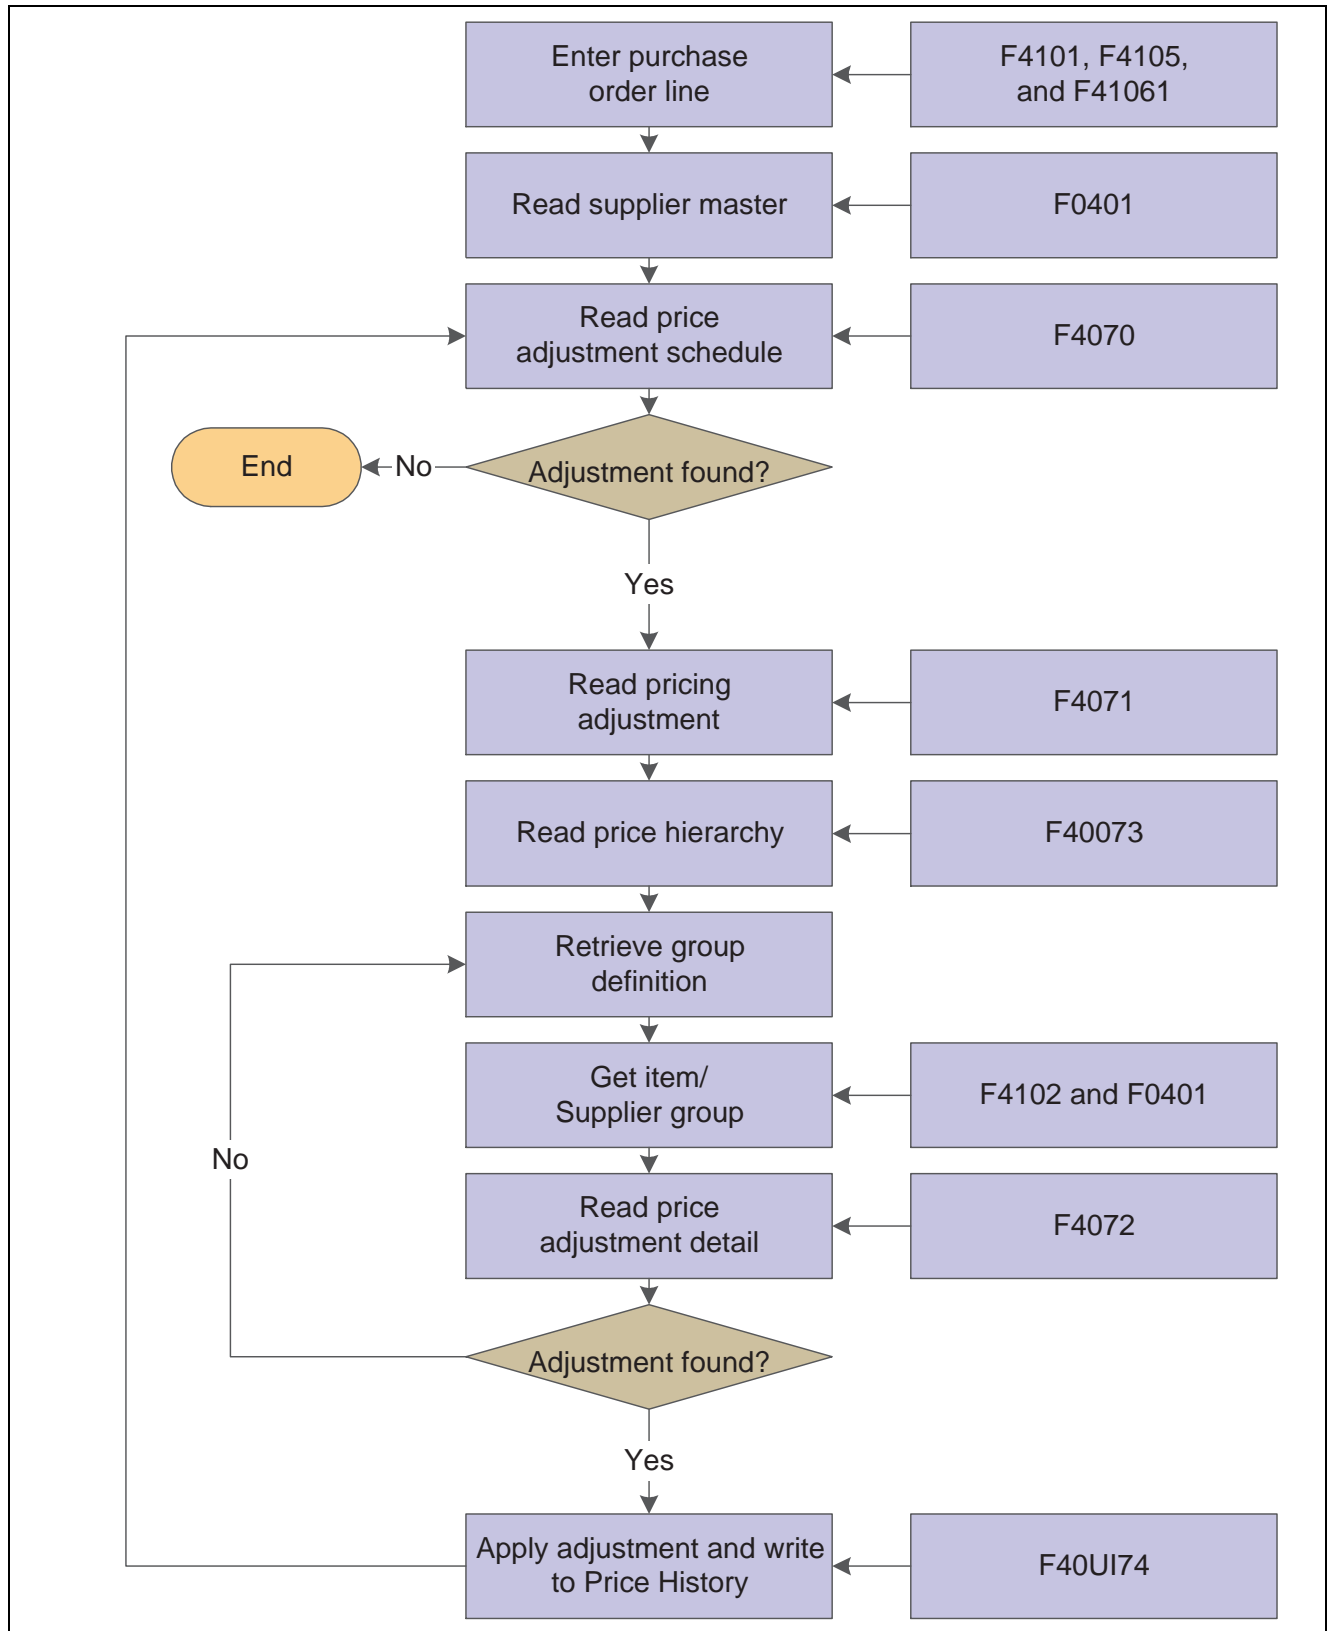 Enter purchase
order line
F4101, F4105,
and F41061
Read supplier master
F0401
Read price
adjustment schedule
F4070
End
No
Adjustment found?
Yes
Read pricing
adjustment
F4071
Read price hierarchy
F40073
Retrieve group
definition
Get item/
Supplier group
F4102 and F0401
No
Read price
adjustment detail
F4072
Adjustment found?
Yes
Apply adjustment and write
to Price History
F40UI74